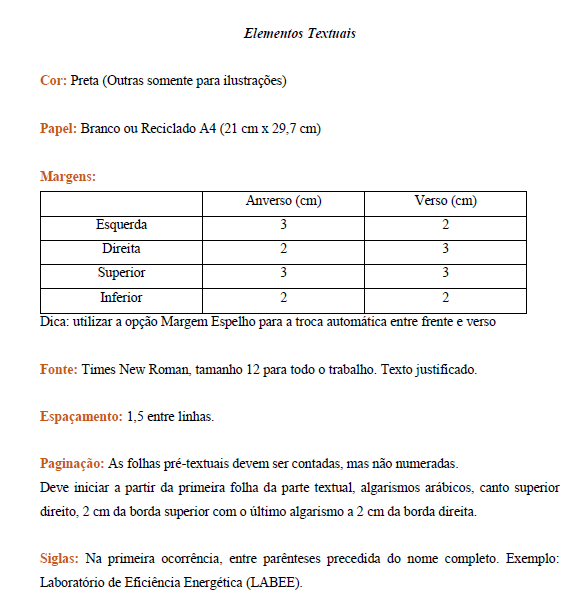 Elementos Textuais
Cor: Preta (Outras somente para ilustrações)
Papel: Branco ou Reciclado A4 (21 cm x 29,7 cm)
Margens:
Anverso (cm) Verso (cm)
Esquerda 3 2
Direita 2 3
Superior 3 3
Inferior 2 2
Dica: utilizar a opção Margem Espelho para a troca automática entre frente e verso
Fonte: Times New Roman, tamanho 12 para todo o trabalho. Texto justificado.
Espaçamento: 1,5 entre linhas.
Paginação: As folhas pré-textuais devem ser contadas, mas não numeradas.
Deve iniciar a partir da primeira folha da parte textual, algarismos arábicos, canto superior
direito, 2 cm da borda superior com o último algarismo a 2 cm da borda direita.
Siglas: Na primeira ocorrência, entre parênteses precedida do nome completo. Exemplo:
Laboratório de Eficiência Energética (LABEE).